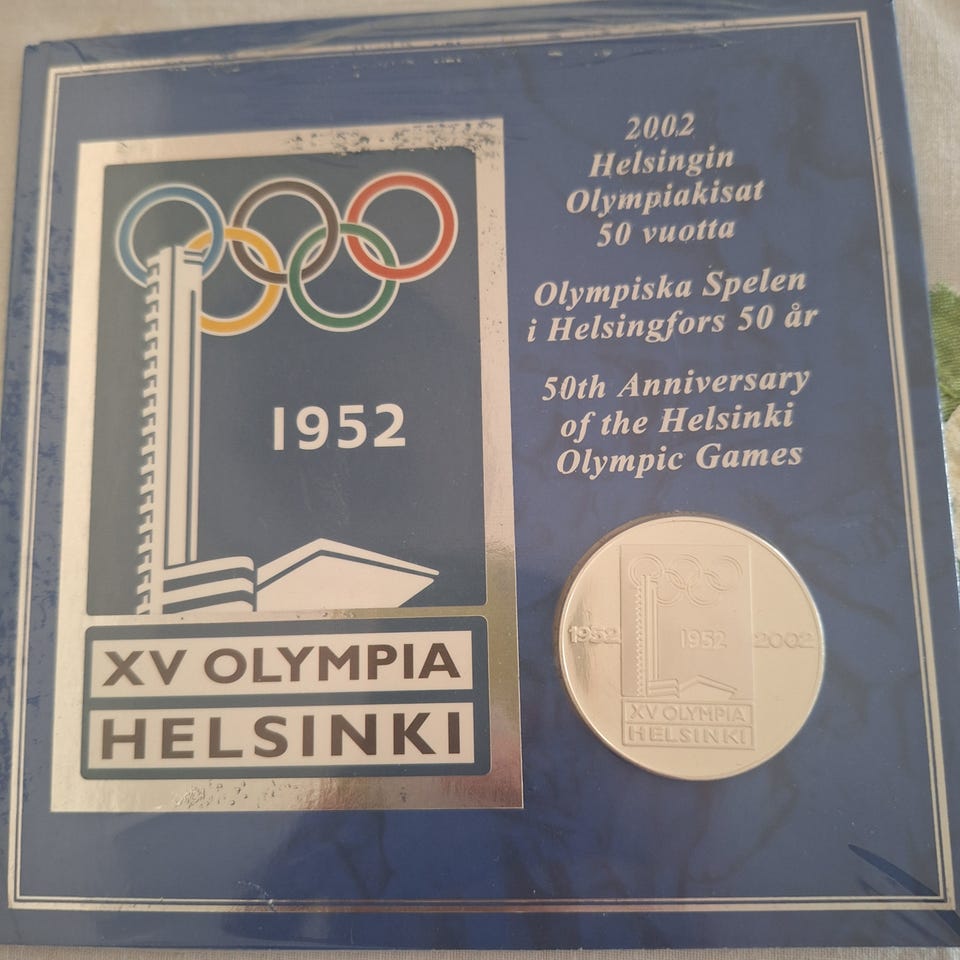 1952
XV OLYMPIA
HELSINKI
2002
Helsingin
Olympiakisat
50 vuotta
Olympiska Spelen
i Helsingfors 50 år
50th Anniversary
of the Helsinki
Olympic Games
1952
1952
2002
XV OLYMPIA
HELSINKI